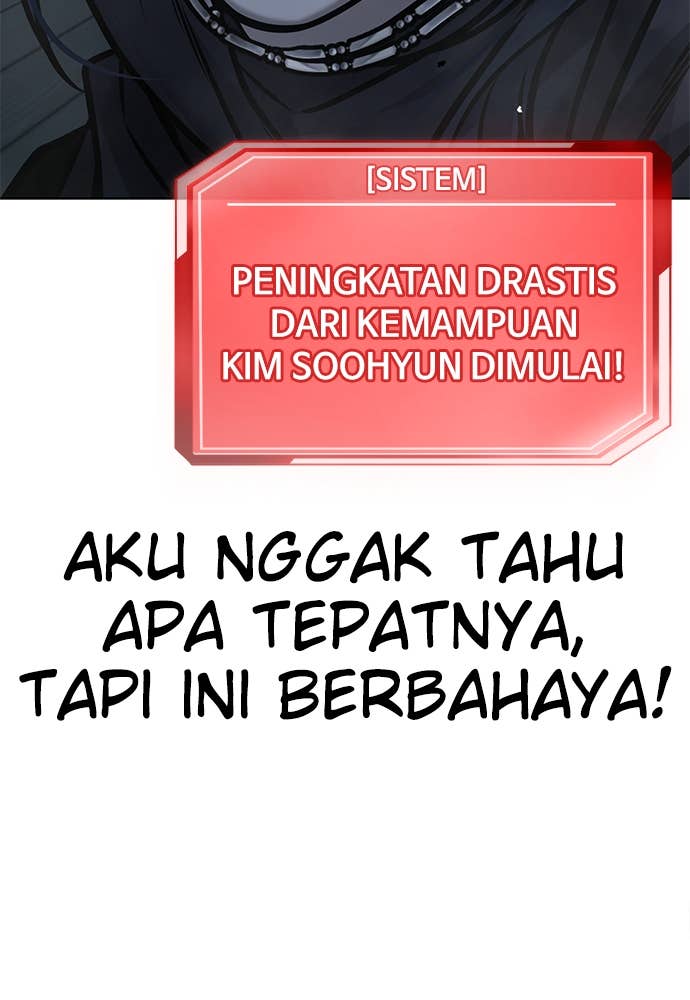 [SISTEM]
PENINGKATAN DRASTIS
DARI KEMAMPUAN
KIM SOOHYUN DIMULAI!
AKU NGGAK TAHU
APA TEPATNYA,
TAPI INI BERBAHAYA!